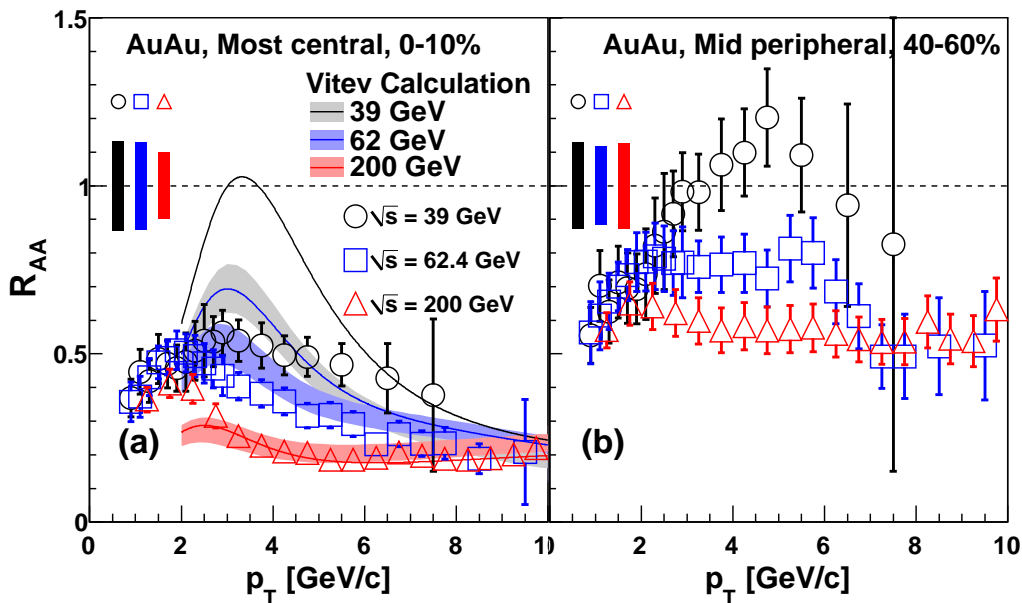 AuAu, Most central, 0-10%
Vitev Calculation
39 GeV
62 GeV
200 GeV
√s = 39 GeV
√s = 62.4 GeV
√s = 200 GeV
(a)
R_AA
1.5
1
0.5
0
0 2 4 6 8 10
p_T [GeV/c]
AuAu, Mid peripheral, 40-60%
(b)
2 4 6 8 10
p_T [GeV/c]